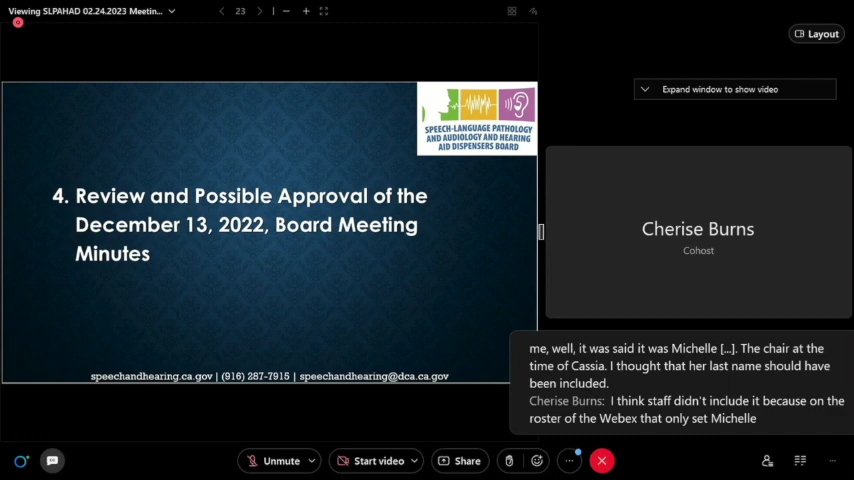 Viewing SLPAHAD 02.24.2023 Meetin...
23
Layout
Expand window to show video
SPEECH-LANGUAGE PATHOLOGY
AND AUDIOLOGY AND HEARING
AID DISPENSERS BOARD
4. Review and Possible Approval of the
December 13, 2022, Board Meeting
Minutes
speechandhearing.ca.gov | (916) 287-7915 | speechandhearing@dca.ca.gov
Cherise Burns
Cohost
me, well, it was said it was Michelle [...]. The chair at the
time of Cassia. I thought that her last name should have
been included.
Cherise Burns: I think staff didn't include it because on the
roster of the Webex that only set Michelle
Unmute
Start video
Share